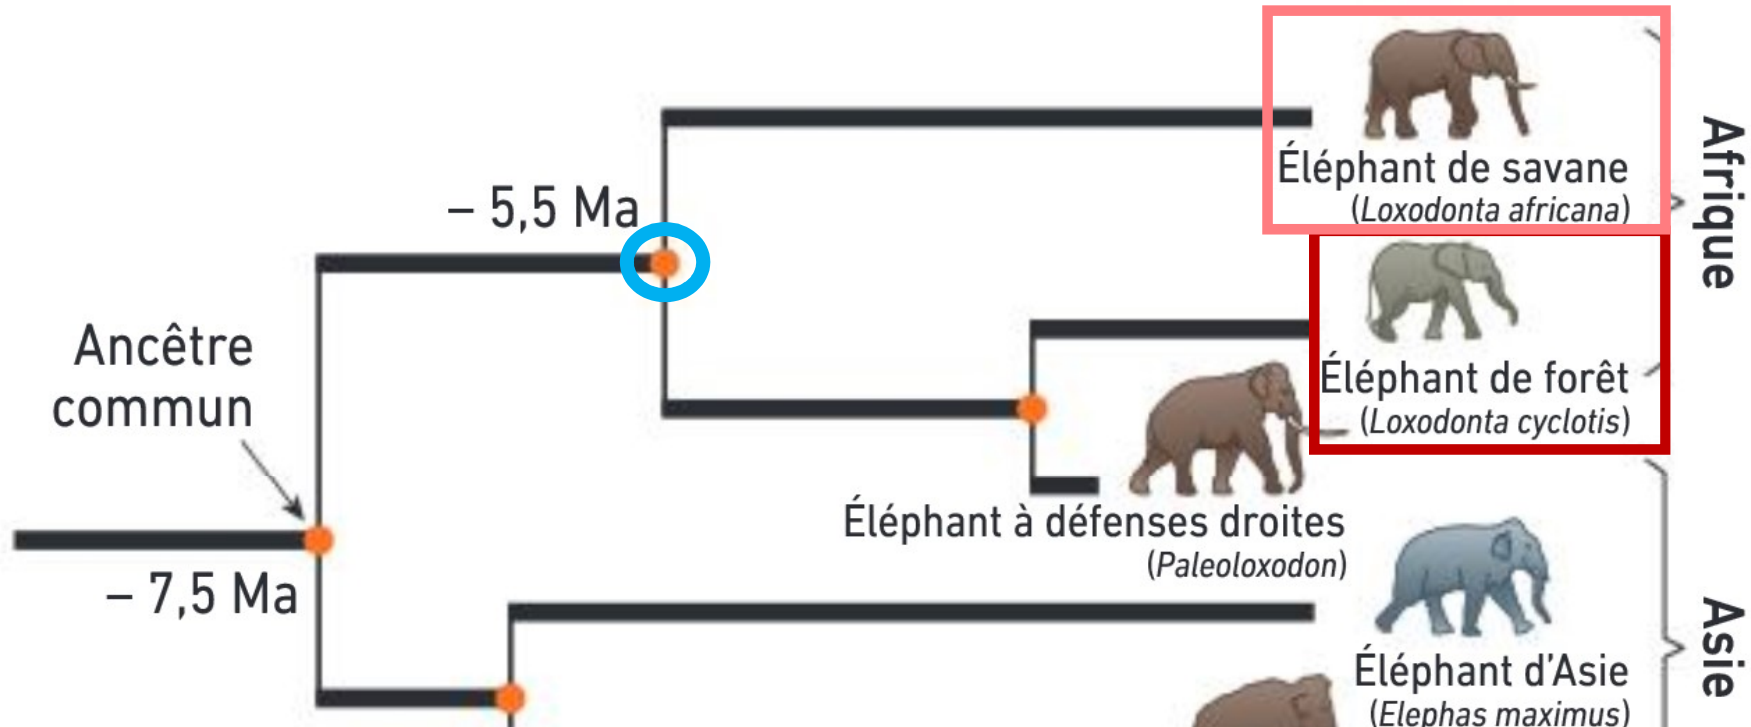 Éléphant de savane
(Loxodonta africana)
Afrique
– 5,5 Ma
Éléphant de forêt
(Loxodonta cyclotis)
Ancêtre
commun
Éléphant à défenses droites
(Paleoloxodon)
– 7,5 Ma
Éléphant d’Asie
(Elephas maximus)
Asie